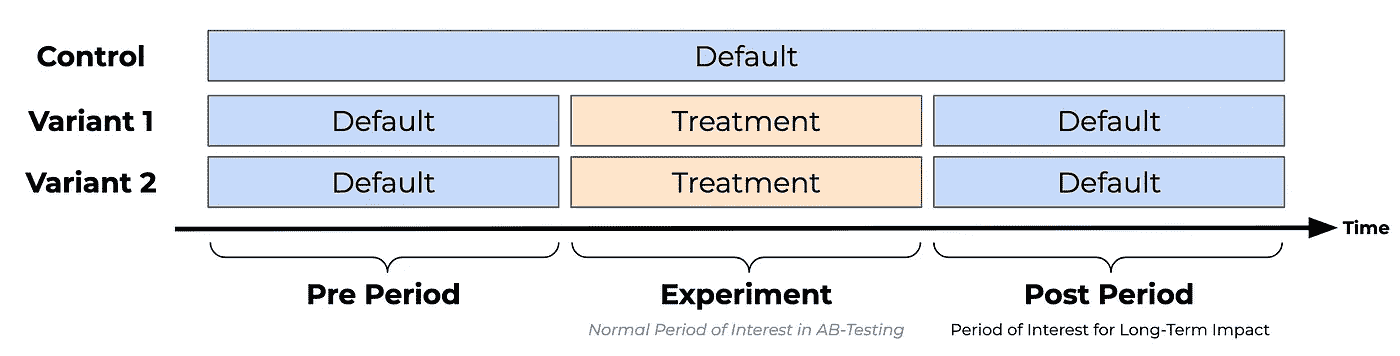 Control Default
Variant 1 Default Treatment Default
Variant 2 Default Treatment Default
Time
Pre Period Experiment Post Period
Normal Period of Interest in AB-Testing Period of Interest for Long-Term Impact